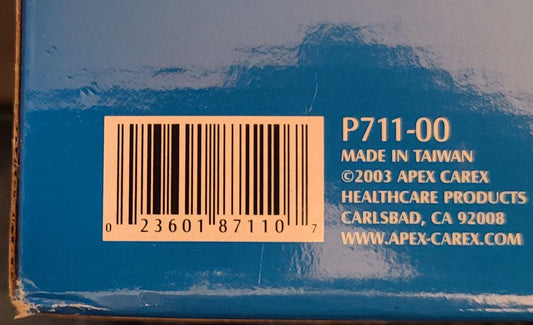 P711-00
MADE IN TAIWAN
©2003 APEX CAREX
HEALTHCARE PRODUCTS
CARLSBAD, CA 92008
WWW.APEX-CAREX.COM
0 23601 87110 7